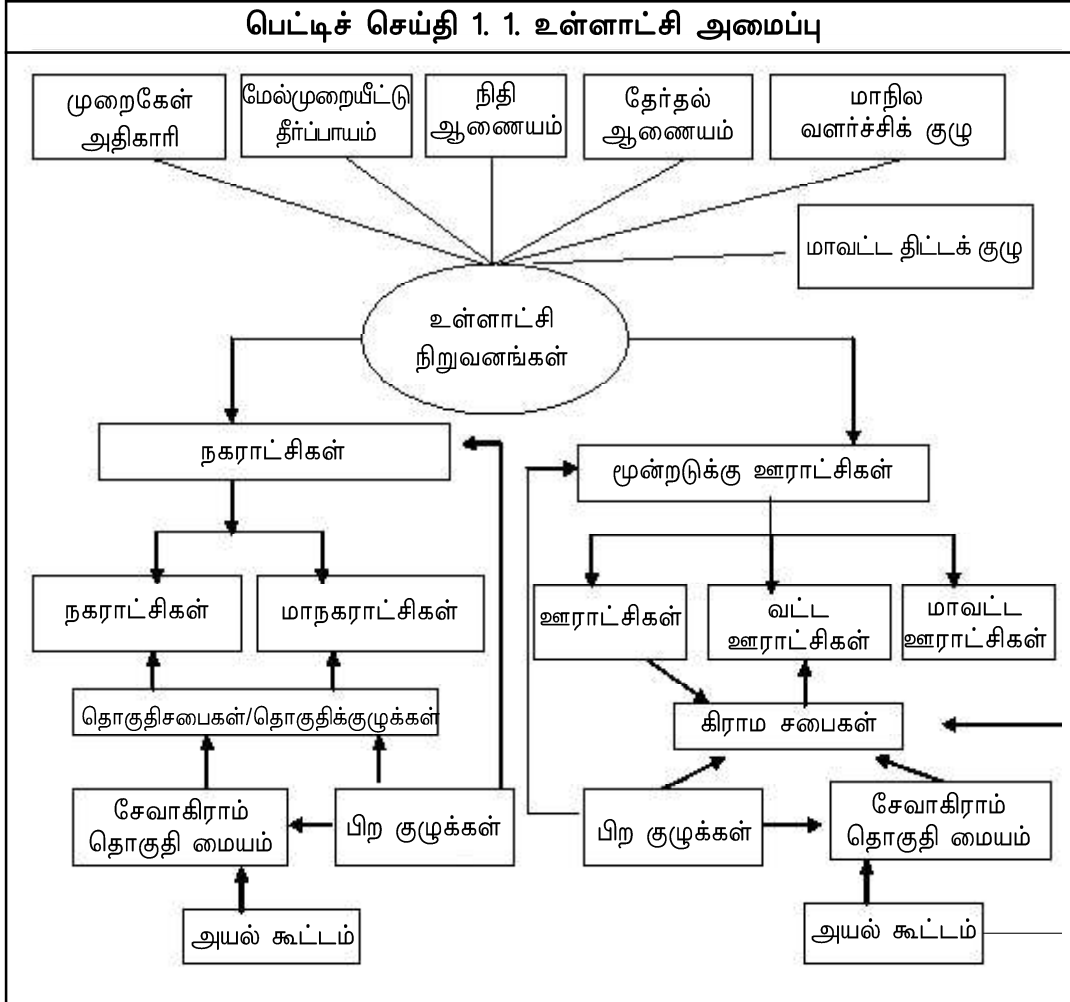 பெட்டிச் செய்தி 1. 1. உள்ளாட்சி அமைப்பு
முறைகேள்
அதிகாரி
மேல்முறையீட்டு
தீர்ப்பாயம்
நிதி
ஆணையம்
தேர்தல்
ஆணையம்
மாநில
வளர்ச்சிக் குழு
மாவட்ட திட்டக் குழு
உள்ளாட்சி
நிறுவனங்கள்
நகராட்சிகள்
மூன்றடுக்கு ஊராட்சிகள்
நகராட்சிகள்
மாநகராட்சிகள்
ஊராட்சிகள்
வட்ட
ஊராட்சிகள்
மாவட்ட
ஊராட்சிகள்
தொகுதிசபைகள்/தொகுதிக்குழுக்கள்
கிராம சபைகள்
சேவாகிராம்
தொகுதி மையம்
பிற குழுக்கள்
பிற குழுக்கள்
சேவாகிராம்
தொகுதி மையம்
அயல் கூட்டம்
அயல் கூட்டம்